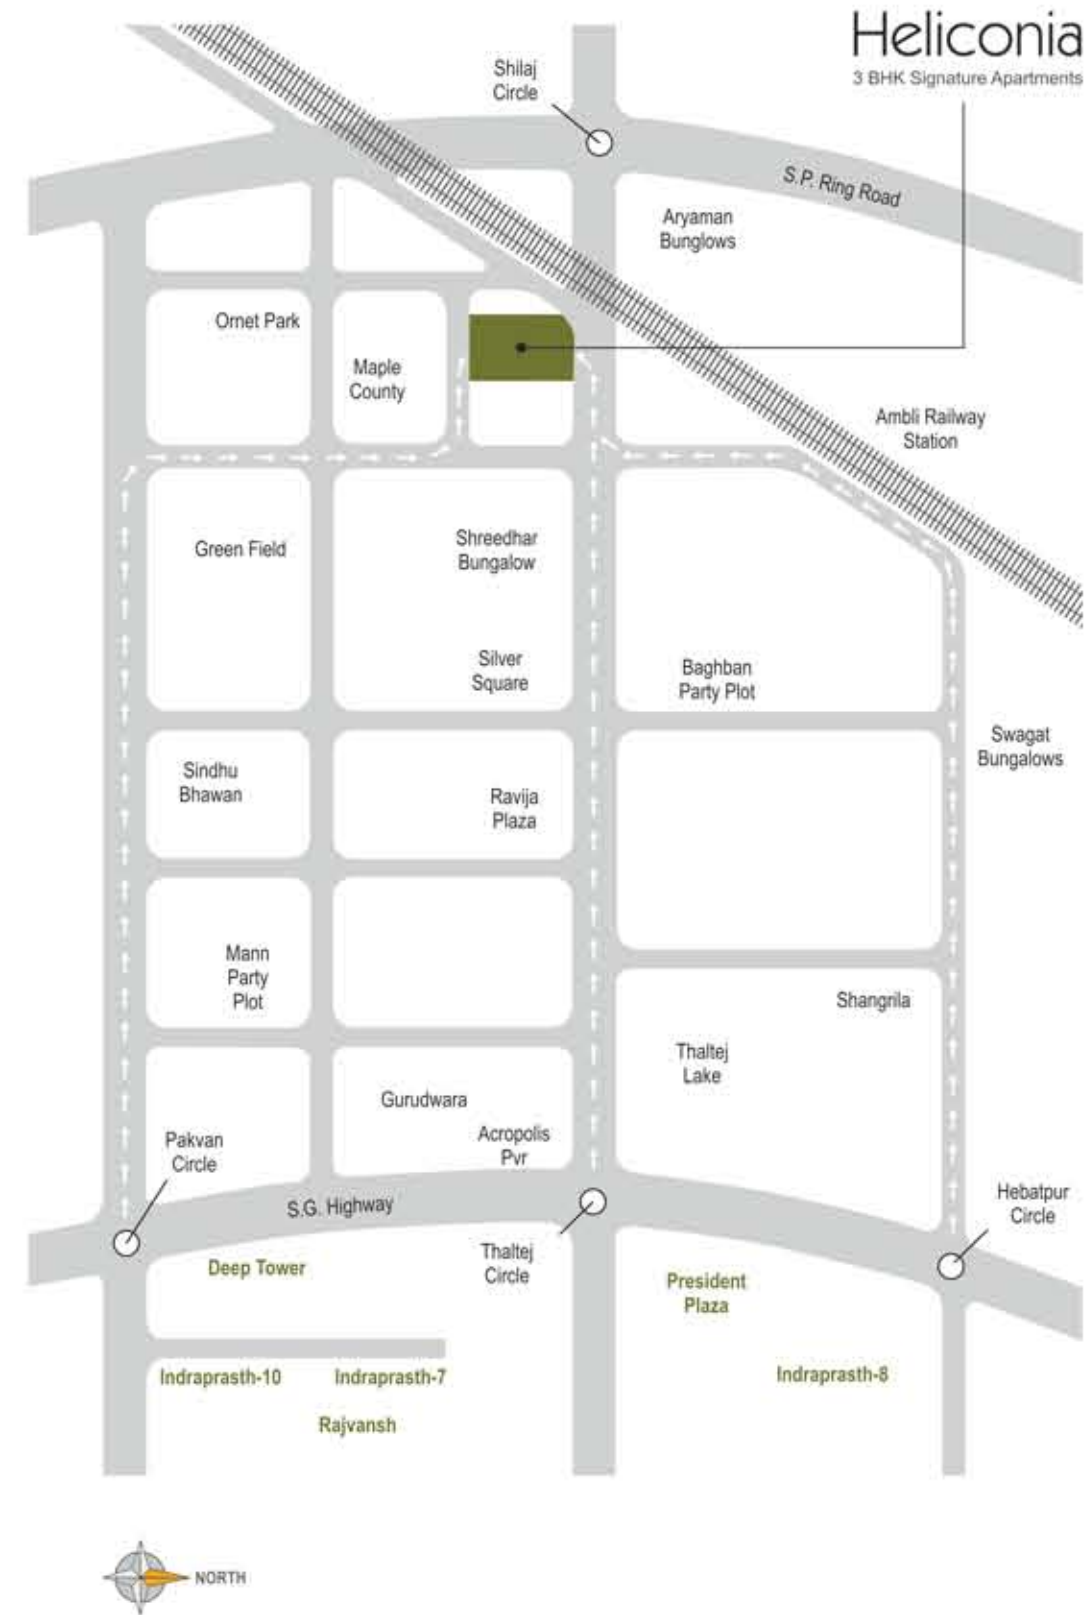 Heliconia
3 BHK Signature Apartments
Shilaj
Circle
S.P. Ring Road
Aryaman
Bunglows
Ornet Park
Maple
County
Ambli Railway
Station
Green Field
Shreedhar
Bungalow
Silver
Square
Baghban
Party Plot
Swagat
Bungalows
Sindhu
Bhawan
Ravija
Plaza
Mann
Party
Plot
Shangrila
Thaltej
Lake
Gurudwara
Acropolis
Pvr
Pakvan
Circle
S.G. Highway
Hebatpur
Circle
Thaltej
Circle
Deep Tower
President
Plaza
Indraprasth-10
Indraprasth-7
Indraprasth-8
Rajvansh
NORTH